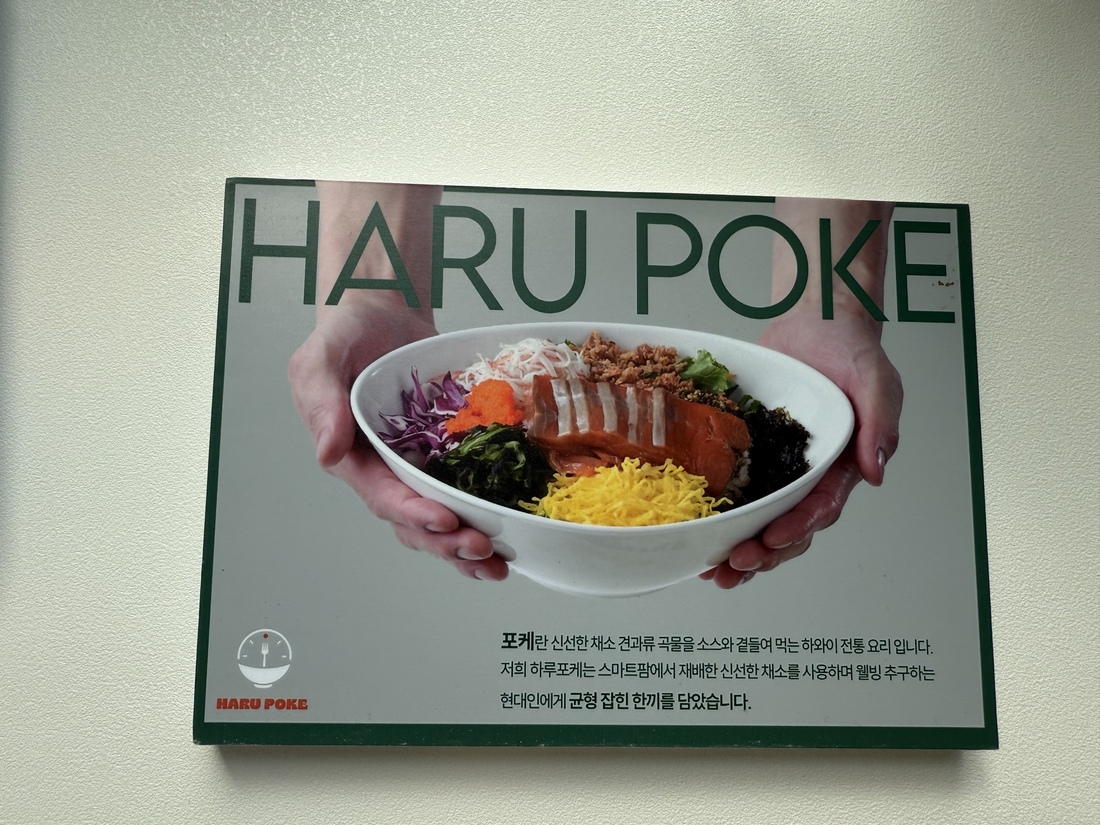 HARU POKE
포케란 신선한 채소 견과류 곡물을 소스와 곁들여 먹는 하와이 전통 요리 입니다.
저희 하루포케는 스마트팜에서 재배한 신선한 채소를 사용하며 웰빙 추구하는
현대인에게 균형 잡힌 한끼를 담았습니다.
HARU POKE